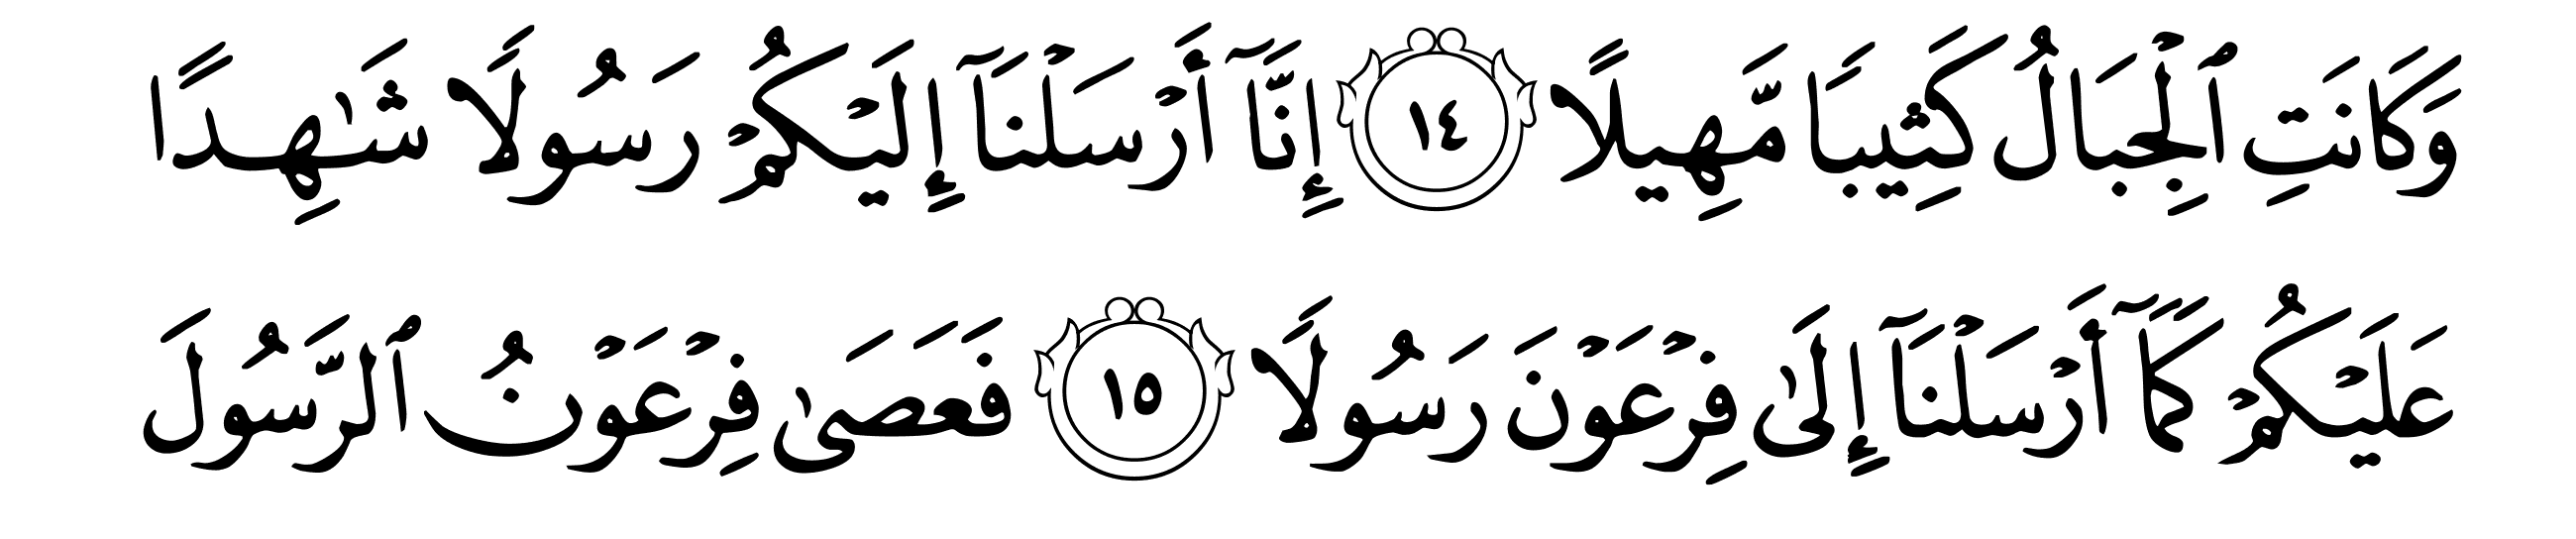 وَكَانَتِ ٱلْجِبَالُ كَثِيبًا مَّهِيلًا ١٤ إِنَّآ أَرْسَلْنَآ إِلَيْكُمْ رَسُولًا شَـٰهِدًا
عَلَيْكُمْ كَمَآ أَرْسَلْنَآ إِلَىٰ فِرْعَوْنَ رَسُولًا ١٥ فَعَصَىٰ فِرْعَوْنُ ٱلرَّسُولَ